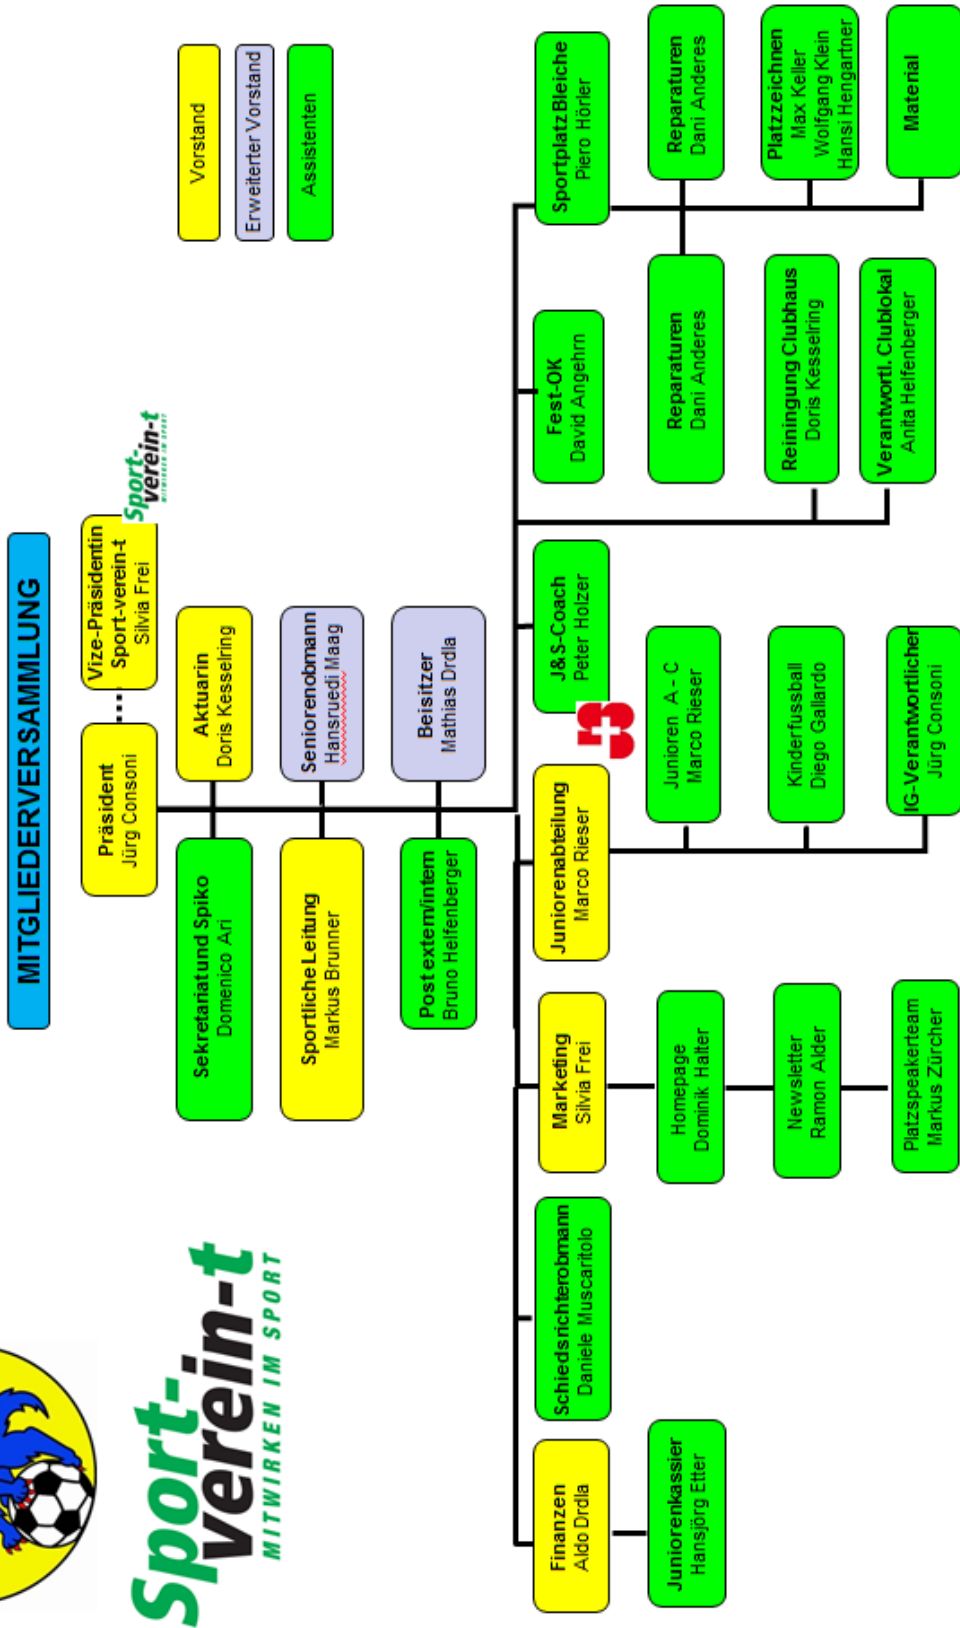 MITGLIEDERVERSAMMLUNG
Sport-
verein-t
MITWIRKEN IM SPORT
Präsident
Jürg Consoni
Vize-Präsidentin
Sport-verein-t
Silvia Frei
Sport-
verein-t
MITWIRKEN IM SPORT
Vorstand
Erweiterter Vorstand
Assistenten
Sekretariat und Spiko
Domenico Ari
Aktuarin
Doris Kesselring
Sportliche Leitung
Markus Brunner
Seniorenobmann
Hansruedi Maag
Post extern/intern
Bruno Helfenberger
Beisitzer
Mathias Drdla
Finanzen
Aldo Drdla
Schiedsrichterobmann
Daniele Muscaritolo
Marketing
Silvia Frei
Juniorenabteilung
Marco Rieser
J&S-Coach
Peter Holzer
Fest-OK
David Angehrn
Sportplatz Bleiche
Piero Hörler
Juniorenkassier
Hansjörg Etter
Homepage
Dominik Halter
Junioren A - C
Marco Rieser
Reparaturen
Dani Anderes
Reparaturen
Dani Anderes
Newsletter
Ramon Alder
Kinderfussball
Diego Gallardo
Reiningung Clubhaus
Doris Kesselring
Platzzeichnen
Max Keller
Wolfgang Klein
Hansi Hengartner
Platzspeakerteam
Markus Zürcher
IG-Verantwortlicher
Jürg Consoni
Verantwortl. Clublokal
Anita Helfenberger
Material